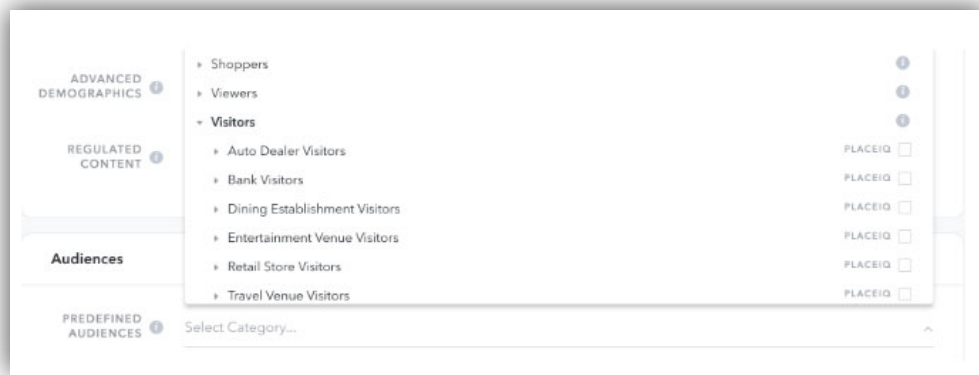 Shoppers
ADVANCED
DEMOGRAPHICS
Viewers
Visitors
REGULATED
CONTENT
Auto Dealer Visitors PLACEIQ
Bank Visitors PLACEIQ
Dining Establishment Visitors PLACEIQ
Entertainment Venue Visitors PLACEIQ
Audiences
Retail Store Visitors PLACEIQ
Travel Venue Visitors PLACEIQ
PREDEFINED
AUDIENCES
Select Category...